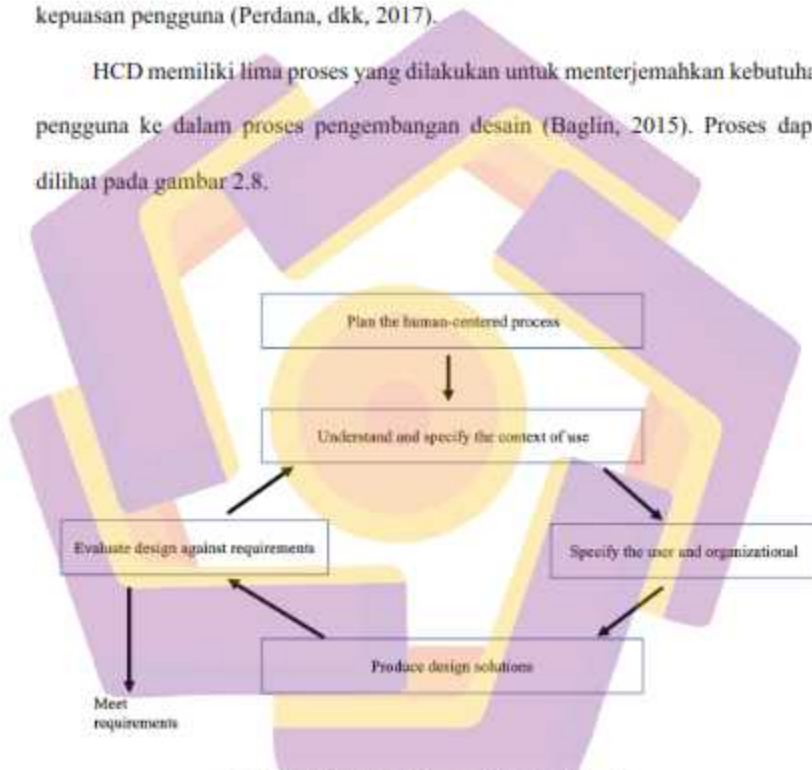 kepuasan pengguna (Perdana, dkk, 2017).
HCD memiliki lima proses yang dilakukan untuk menterjemahkan kebutuha
pengguna ke dalam proses pengembangan desain (Baglin, 2015). Proses dap
dilihat pada gambar 2.8.
Plan the human-centered process
Understand and specify the context of use
Evaluate design against requirements
Specify the user and organizational
Produce design solutions
Meet
requirements